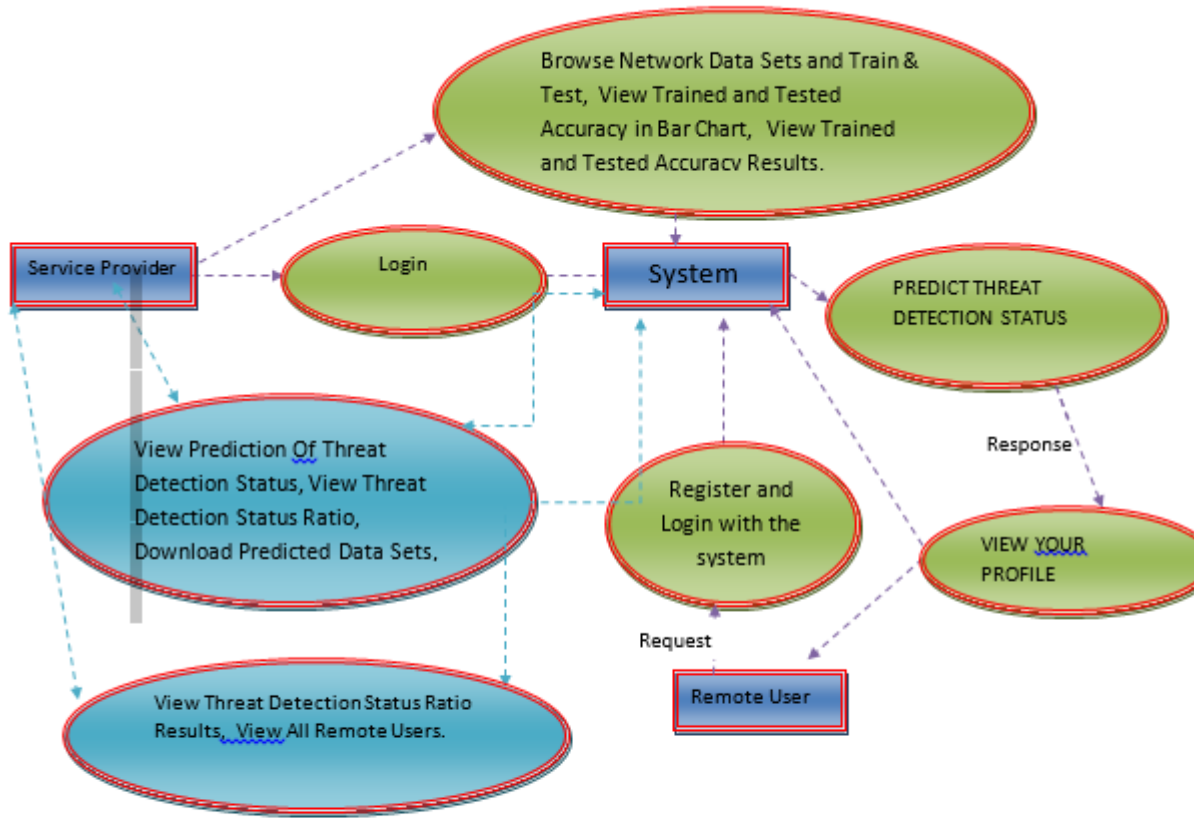 Browse Network Data Sets and Train &
Test,  View Trained and Tested
Accuracy in Bar Chart,   View Trained
and Tested Accuracy Results.
Service Provider
Login
System
PREDICT THREAT
DETECTION STATUS
View Prediction Of Threat
Detection Status, View Threat
Detection Status Ratio,
Download Predicted Data Sets,
Register and
Login with the
system
Response
VIEW YOUR
PROFILE
Request
Remote User
View Threat Detection Status Ratio
Results,  View All Remote Users.